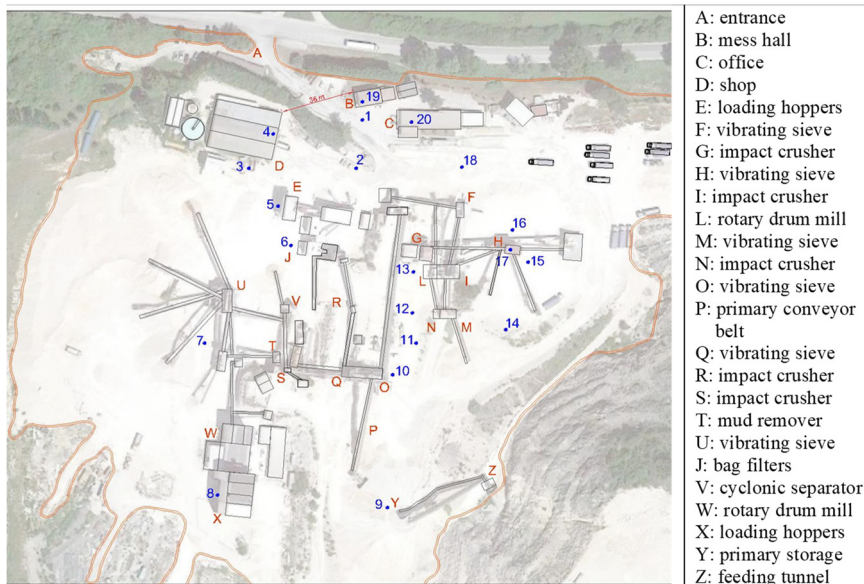 A
36 m
B
19
1
C
20
4
3
D
2
18
E
5
F
6
J
G
H
16
17
15
13
L
I
12
N
M
14
11
R
V
U
7
T
S
Q
O
10
P
W
8
X
9
Y
Z
A: entrance
B: mess hall
C: office
D: shop
E: loading hoppers
F: vibrating sieve
G: impact crusher
H: vibrating sieve
I: impact crusher
L: rotary drum mill
M: vibrating sieve
N: impact crusher
O: vibrating sieve
P: primary conveyor
belt
Q: vibrating sieve
R: impact crusher
S: impact crusher
T: mud remover
U: vibrating sieve
J: bag filters
V: cyclonic separator
W: rotary drum mill
X: loading hoppers
Y: primary storage
Z: feeding tunnel